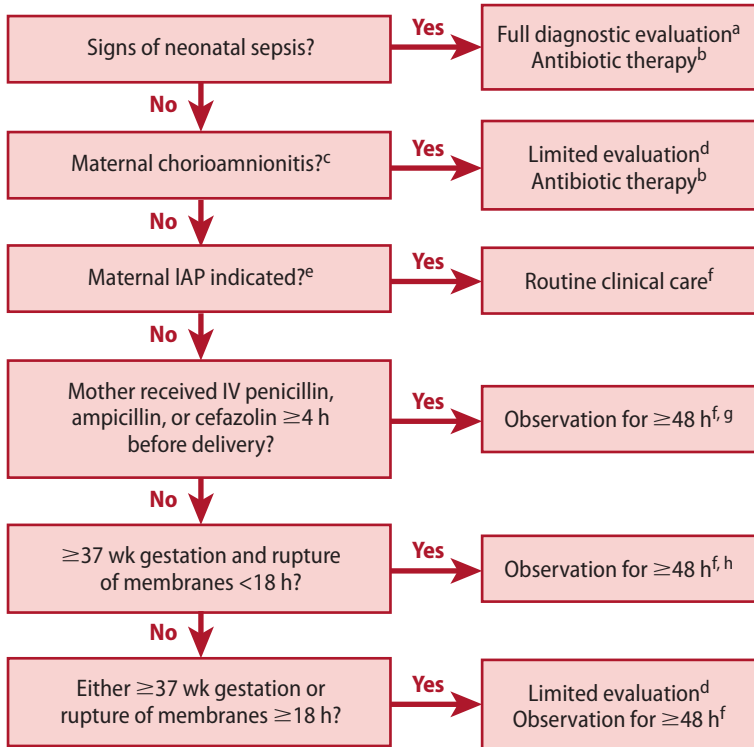 Signs of neonatal sepsis?
Yes
Full diagnostic evaluationa
Antibiotic therapyb
No
Maternal chorioamnionitis?c
Yes
Limited evaluationd
Antibiotic therapyb
No
Maternal IAP indicated?e
Yes
Routine clinical caref
No
Mother received IV penicillin,
ampicillin, or cefazolin ≥4 h
before delivery?
Yes
Observation for ≥48 hf, g
No
≥37 wk gestation and rupture
of membranes <18 h?
Yes
Observation for ≥48 hf, h
No
Either ≥37 wk gestation or
rupture of membranes ≥18 h?
Yes
Limited evaluationd
Observation for ≥48 hf